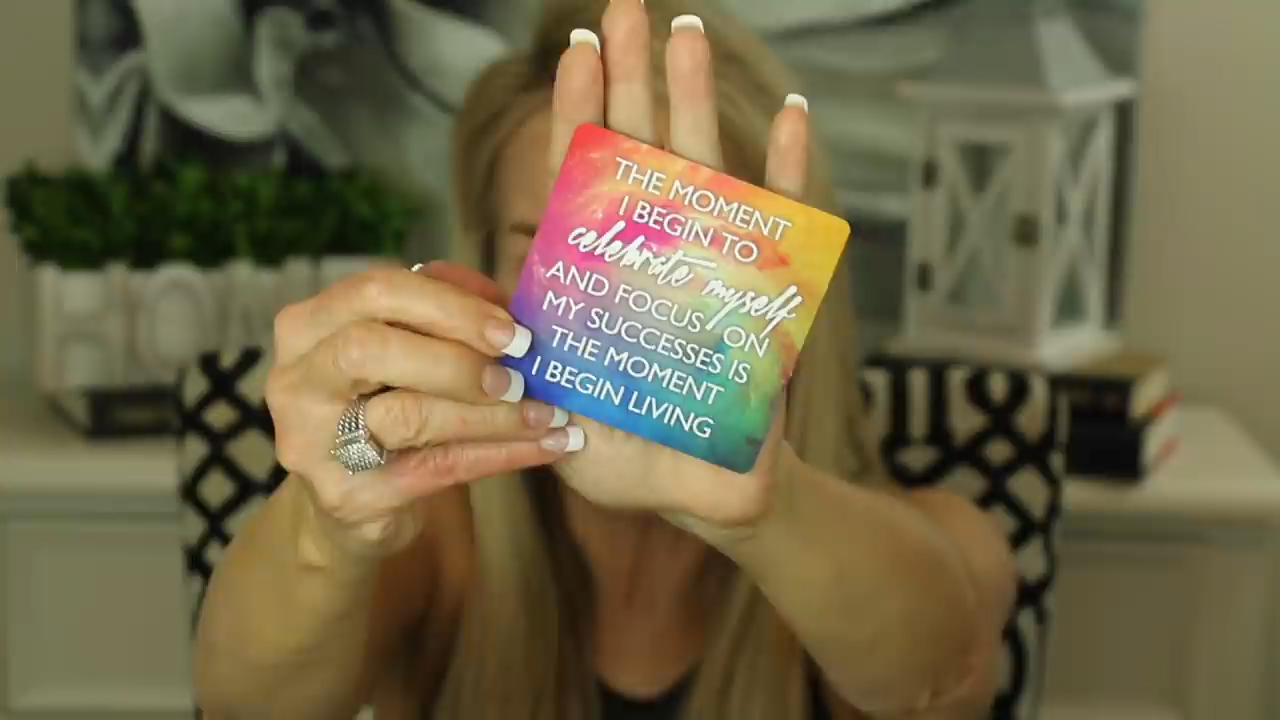 THE MOMENT
I BEGIN TO
celebrate myself
AND FOCUS ON
MY SUCCESSES IS
THE MOMENT
I BEGIN LIVING